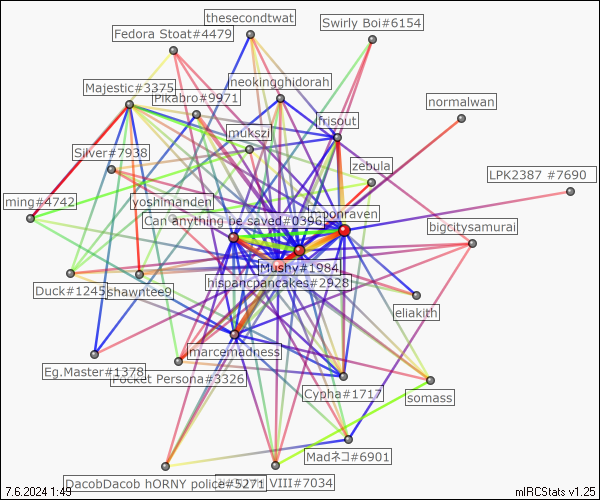 thesecondtwat
Swirly Boi#6154
Fedora Stoat#4479
neokingghidorah
Majestic#3375
Pikabro#9971
normalwan
frisout
mukszi
Silver#7938
zebula
LPK2387 #7690
ming#4742
yoshimanden
Can anything be saved#0396
bigcitysamurai
Mushy#1984
hispancpancakes#2928
Duck#1245
shawntee9
eliakith
marcemadness
Eg.Master#1378
Pocket Persona#3326
Cypha#1717
somass
Madネコ#6901
DacobDacob hORNY police#5271
VIII#7034
7.6.2024 1:49
mIRCStats v1.25